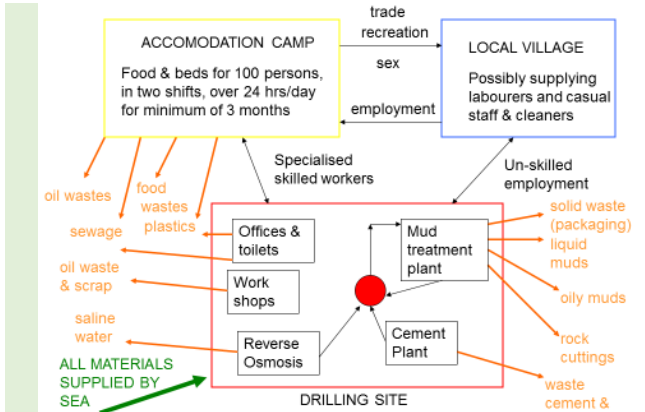 trade
recreation
sex
employment
ACCOMODATION CAMP
Food & beds for 100 persons,
in two shifts, over 24 hrs/day
for minimum of 3 months
LOCAL VILLAGE
Possibly supplying
labourers and casual
staff & cleaners
Specialised
skilled workers
Un-skilled
employment
oil wastes
food
wastes
plastics
sewage
oil waste
& scrap
saline
water
Offices &
toilets
Work
shops
Reverse
Osmosis
Mud
treatment
plant
Cement
Plant
solid waste
(packaging)
liquid
muds
oily muds
rock
cuttings
waste
cement &
ALL MATERIALS
SUPPLIED BY
SEA
DRILLING SITE